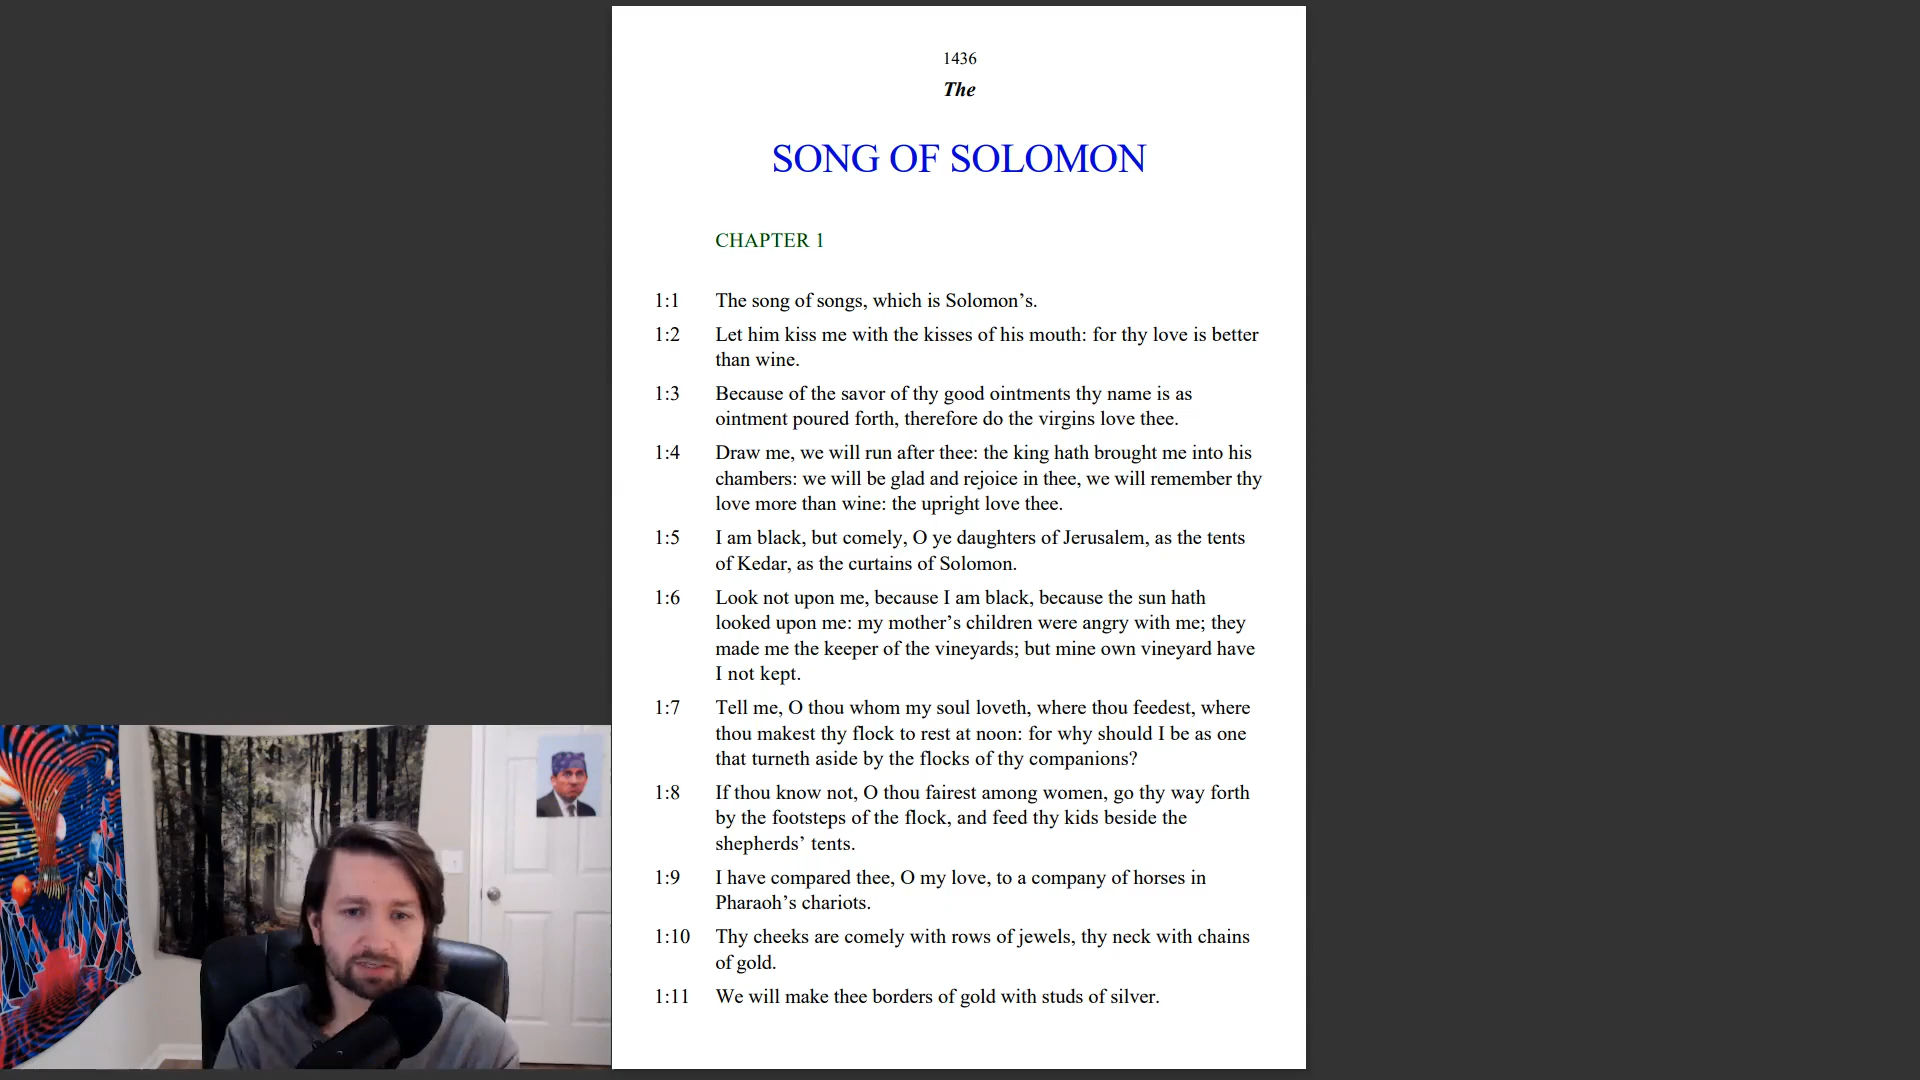 1436
The
SONG OF SOLOMON
CHAPTER 1
1:1 The song of songs, which is Solomon’s.
1:2 Let him kiss me with the kisses of his mouth: for thy love is better
than wine.
1:3 Because of the savor of thy good ointments thy name is as
ointment poured forth, therefore do the virgins love thee.
1:4 Draw me, we will run after thee: the king hath brought me into his
chambers: we will be glad and rejoice in thee, we will remember thy
love more than wine: the upright love thee.
1:5 I am black, but comely, O ye daughters of Jerusalem, as the tents
of Kedar, as the curtains of Solomon.
1:6 Look not upon me, because I am black, because the sun hath
looked upon me: my mother’s children were angry with me; they
made me the keeper of the vineyards; but mine own vineyard have
I not kept.
1:7 Tell me, O thou whom my soul loveth, where thou feedest, where
thou makest thy flock to rest at noon: for why should I be as one
that turneth aside by the flocks of thy companions?
1:8 If thou know not, O thou fairest among women, go thy way forth
by the footsteps of the flock, and feed thy kids beside the
shepherds’ tents.
1:9 I have compared thee, O my love, to a company of horses in
Pharaoh’s chariots.
1:10 Thy cheeks are comely with rows of jewels, thy neck with chains
of gold.
1:11 We will make thee borders of gold with studs of silver.